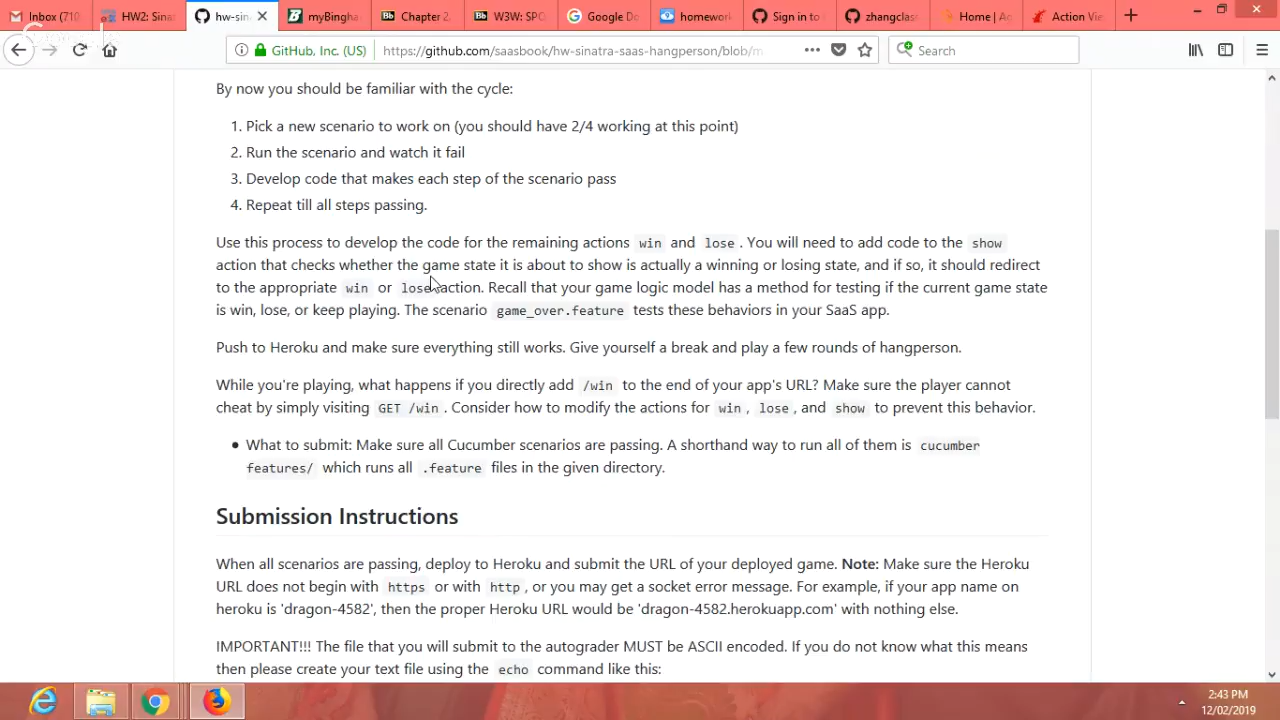 Inbox (710
HW2: Sinat
hw-sin
myBingha
Chapter 2
W3W: SPO
Google Do
homework
Sign in to
zhangclass
Home | Ac
Action Vie
GitHub, Inc. (US)
https://github.com/saasbook/hw-sinatra-saas-hangperson/blob/m
Search
By now you should be familiar with the cycle:
1. Pick a new scenario to work on (you should have 2/4 working at this point)
2. Run the scenario and watch it fail
3. Develop code that makes each step of the scenario pass
4. Repeat till all steps passing.
Use this process to develop the code for the remaining actions win and lose . You will need to add code to the show
action that checks whether the game state it is about to show is actually a winning or losing state, and if so, it should redirect
to the appropriate win or lose action. Recall that your game logic model has a method for testing if the current game state
is win, lose, or keep playing. The scenario game_over.feature tests these behaviors in your SaaS app.
Push to Heroku and make sure everything still works. Give yourself a break and play a few rounds of hangperson.
While you're playing, what happens if you directly add /win to the end of your app's URL? Make sure the player cannot
cheat by simply visiting GET /win . Consider how to modify the actions for win , lose , and show to prevent this behavior.
• What to submit: Make sure all Cucumber scenarios are passing. A shorthand way to run all of them is cucumber
features/ which runs all .feature files in the given directory.
Submission Instructions
When all scenarios are passing, deploy to Heroku and submit the URL of your deployed game. Note: Make sure the Heroku
URL does not begin with https or with http , or you may get a socket error message. For example, if your app name on
heroku is 'dragon-4582', then the proper Heroku URL would be 'dragon-4582.herokuapp.com' with nothing else.
IMPORTANT!!! The file that you will submit to the autograder MUST be ASCII encoded. If you do not know what this means
then please create your text file using the echo command like this:
2:43 PM
12/02/2019